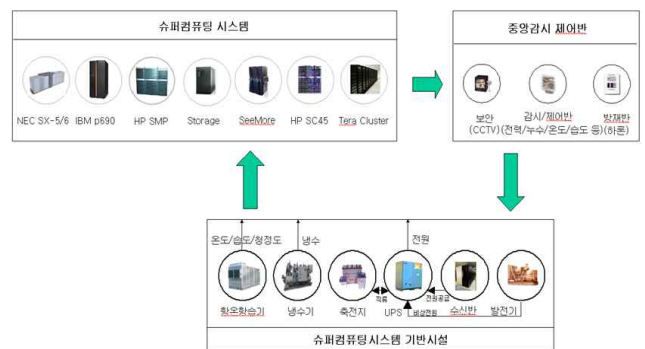 슈퍼컴퓨팅 시스템
NEC SX-5/6 IBM p690 HP SMP Storage SeeMore HP SC45 Tera Cluster
중앙감시 제어반
보안 감시/제어반 방재반
(CCTV) (전력/누수/온도/습도 등) (하론)
온도/습도/청정도 냉수 전원
직류 전원공급
항온항습기 냉수기 축전지 UPS 비상전원 수신반 발전기
슈퍼컴퓨팅시스템 기반시설